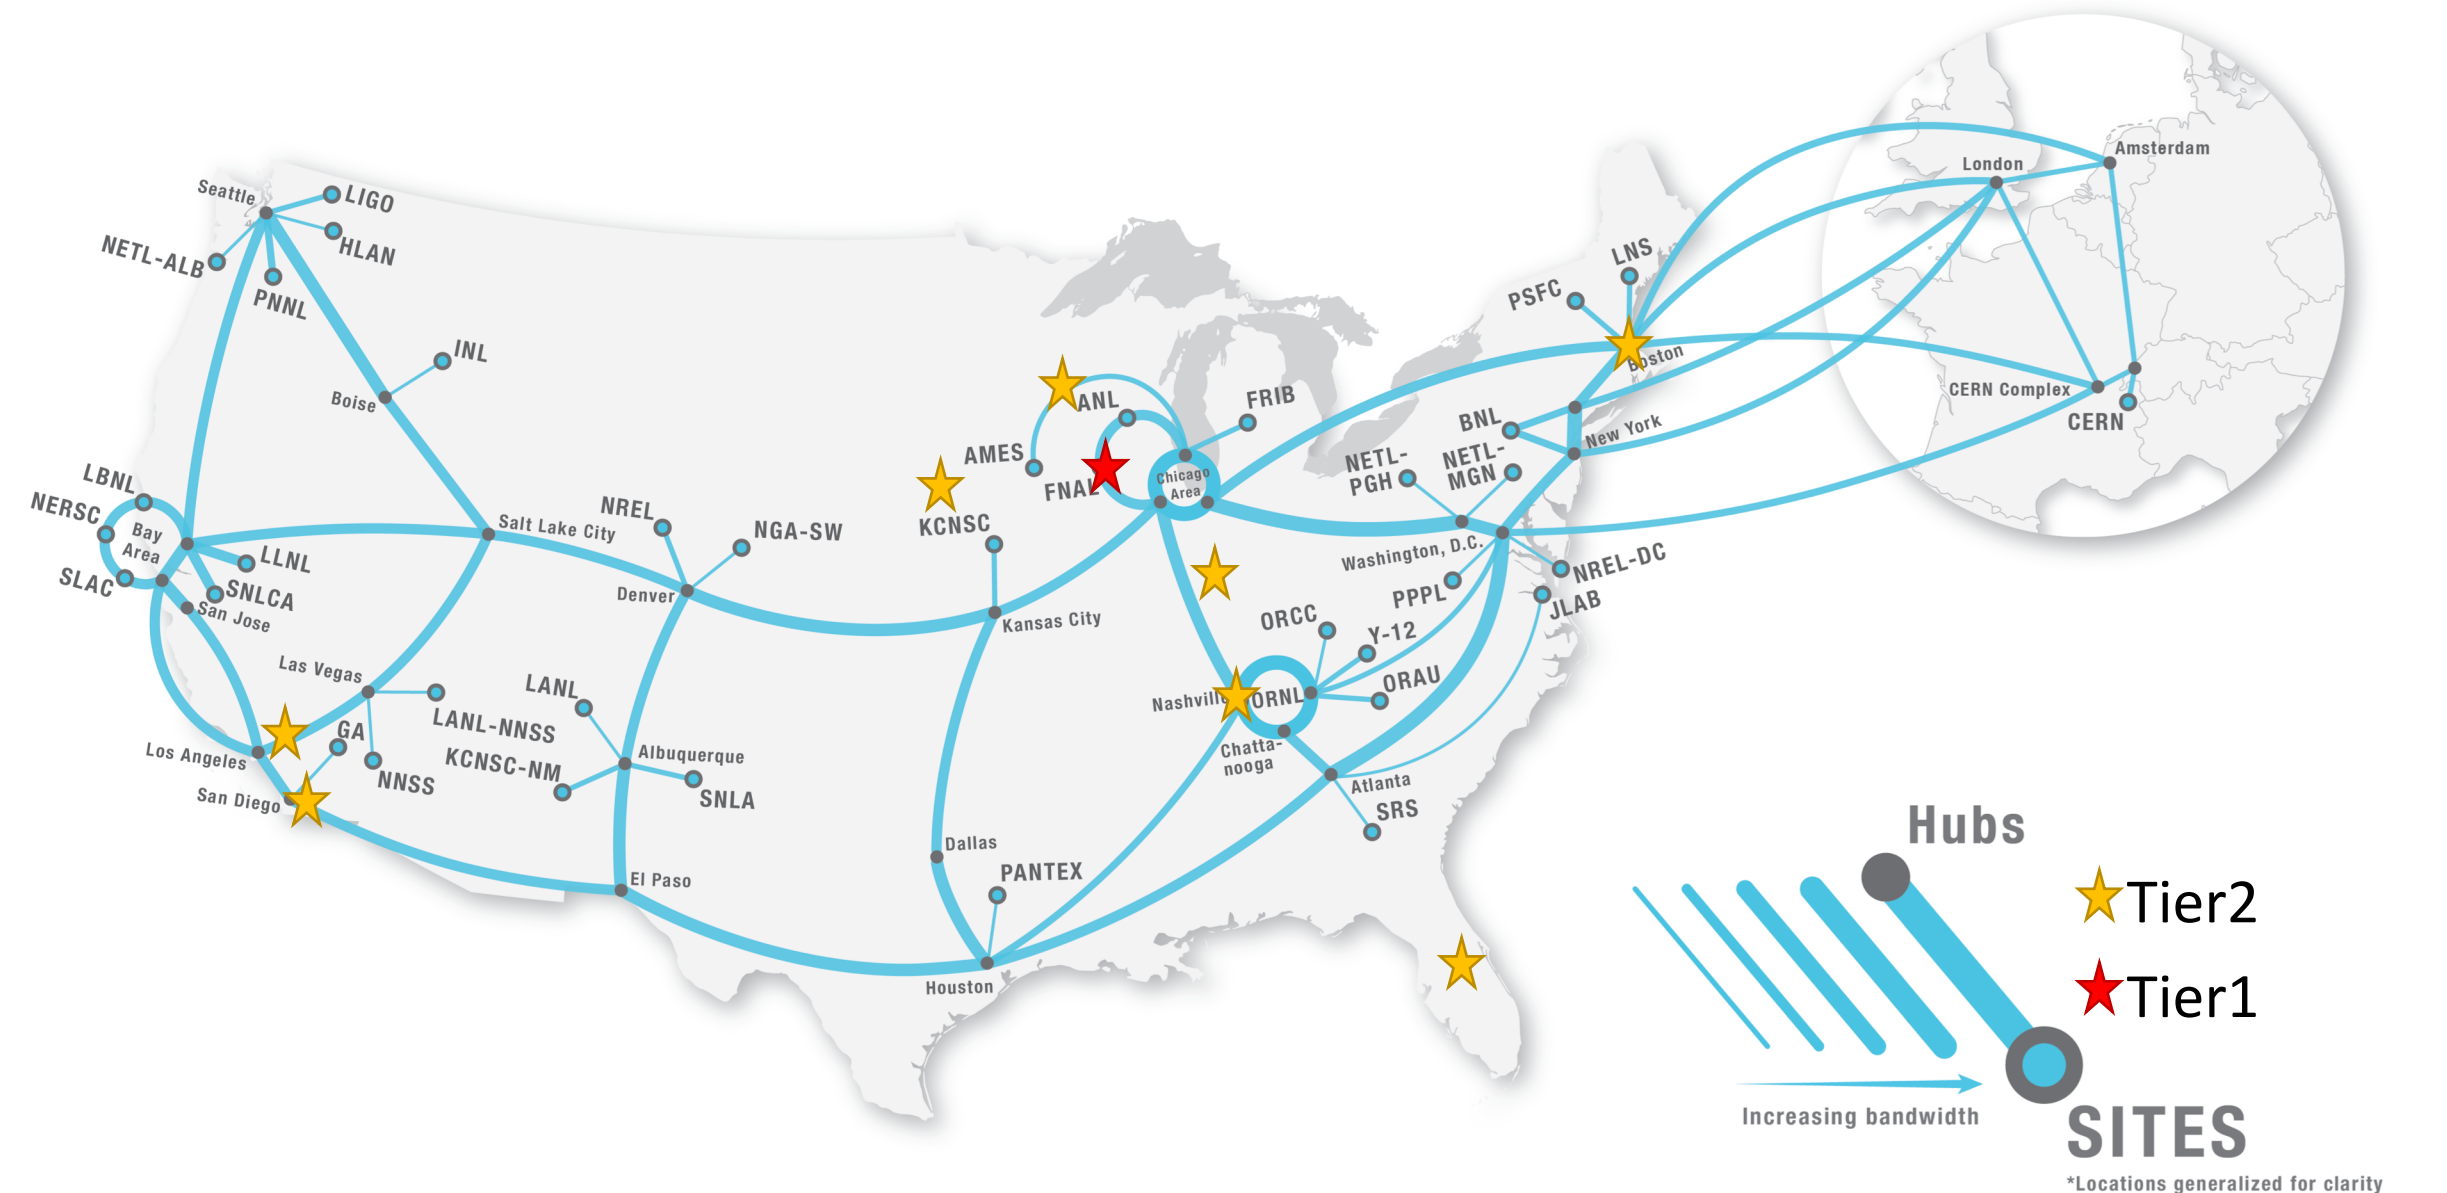 Seattle
LIGO
HLAN
NETL-ALB
PNNL
INL
Boise
LBNL
NERSC
Bay
Area
SLAC
LLNL
SNLCA
San Jose
Salt Lake City
NREL
NGA-SW
Denver
Las Vegas
LANL-NNSS
GA
NNSS
Los Angeles
San Diego
LANL
KCNSC-NM
Albuquerque
SNLA
El Paso
AMES
ANL
FNAL
KCNSC
Kansas City
Chicago
Area
FRIB
Dallas
PANTEX
Houston
Nashville
ORNL
ORCC
Y-12
ORAU
Chatta-
nooga
Atlanta
SRS
LNS
PSFC
Boston
BNL
New York
NETL-
PGH
NETL-
MGN
Washington, D.C.
PPPL
NREL-DC
JLAB
London
Amsterdam
CERN Complex
CERN
Hubs
Tier2
Tier1
Increasing bandwidth
SITES
*Locations generalized for clarity